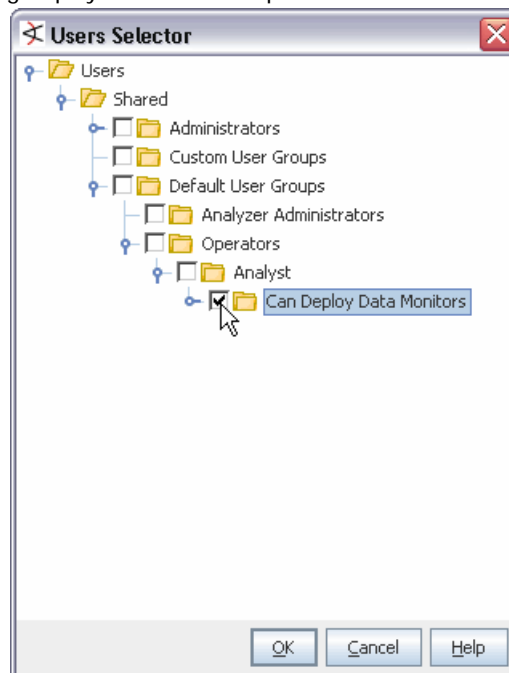 Users Selector
Users
Shared
Administrators
Custom User Groups
Default User Groups
Analyzer Administrators
Operators
Analyst
Can Deploy Data Monitors
OK Cancel Help